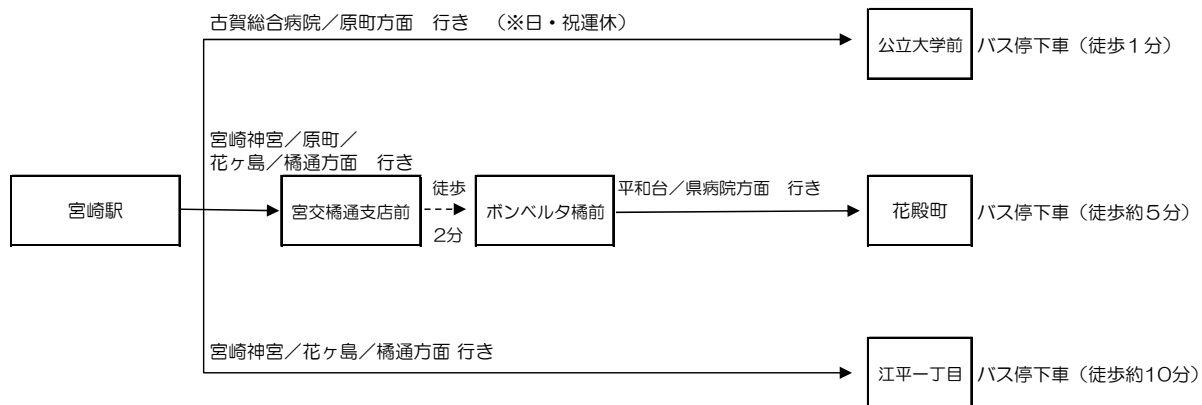 古賀総合病院／原町方面　行き　（※日・祝運休）
公立大学前
バス停下車（徒歩１分）
宮崎神宮／原町／
花ヶ島／橘通方面　行き
宮崎駅
宮交橘通支店前
徒歩
2分
ボンベルタ橘前
平和台／県病院方面　行き
花殿町
バス停下車（徒歩約５分）
宮崎神宮／花ヶ島／橘通方面 行き
江平一丁目
バス停下車（徒歩約10分）